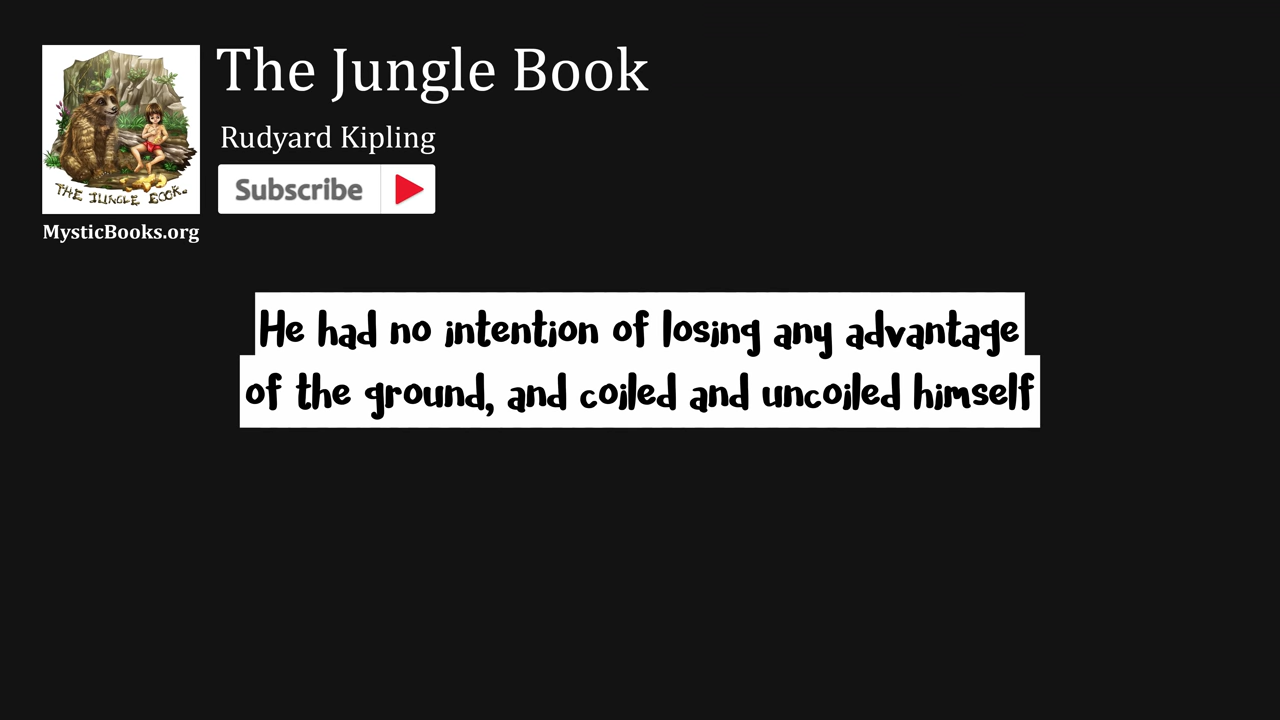 The Jungle Book
Rudyard Kipling
Subscribe
THE JUNGLE BOOK.
MysticBooks.org
He had no intention of losing any advantage
of the ground, and coiled and uncoiled himself